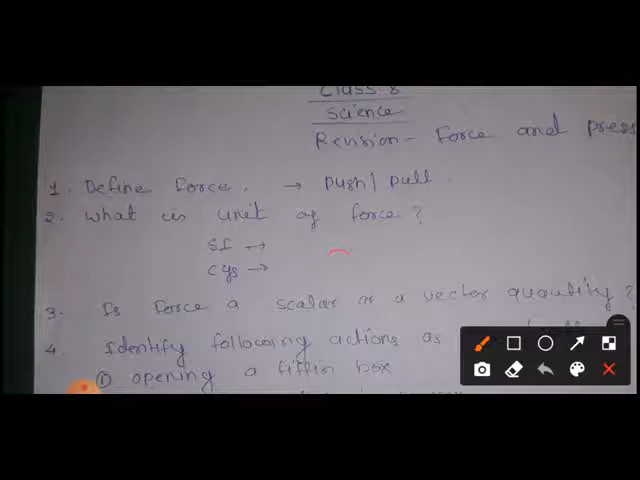 Class 8
Science
Revision - Force and press
1. Define Force. → push/pull.
2. What is unit of force?
SI →
cgs →
3. Is Force a scalar or a vector quantity?
4. Identify following actions as
① opening a tiffin box